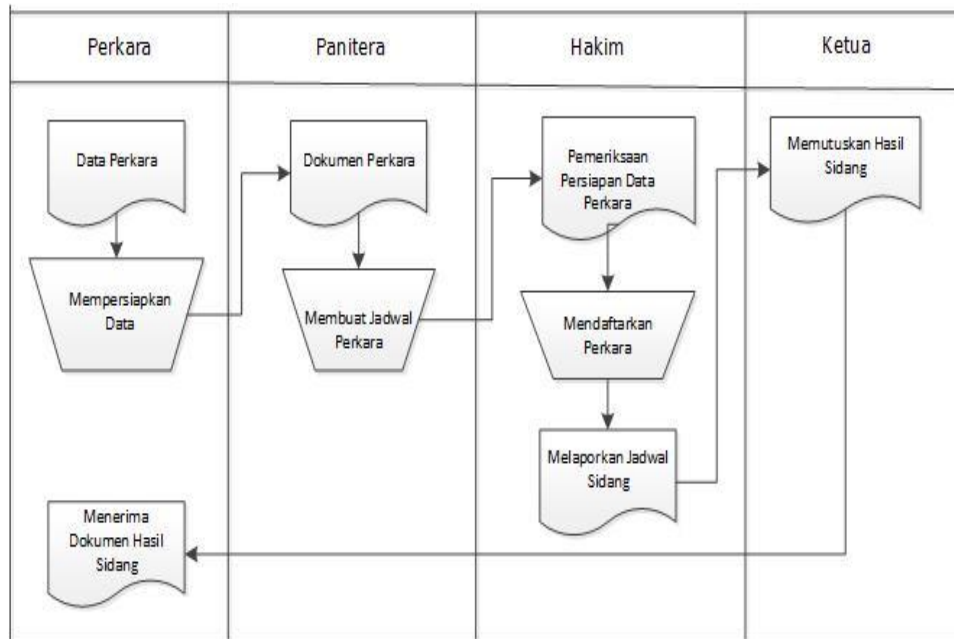 Perkara
Panitera
Hakim
Ketua
Data Perkara
Mempersiapkan
Data
Dokumen Perkara
Membuat Jadwal
Perkara
Pemeriksaan
Persiapan Data
Perkara
Mendaftarkan
Perkara
Melaporkan Jadwal
Sidang
Memutuskan Hasil
Sidang
Menerima
Dokumen Hasil
Sidang